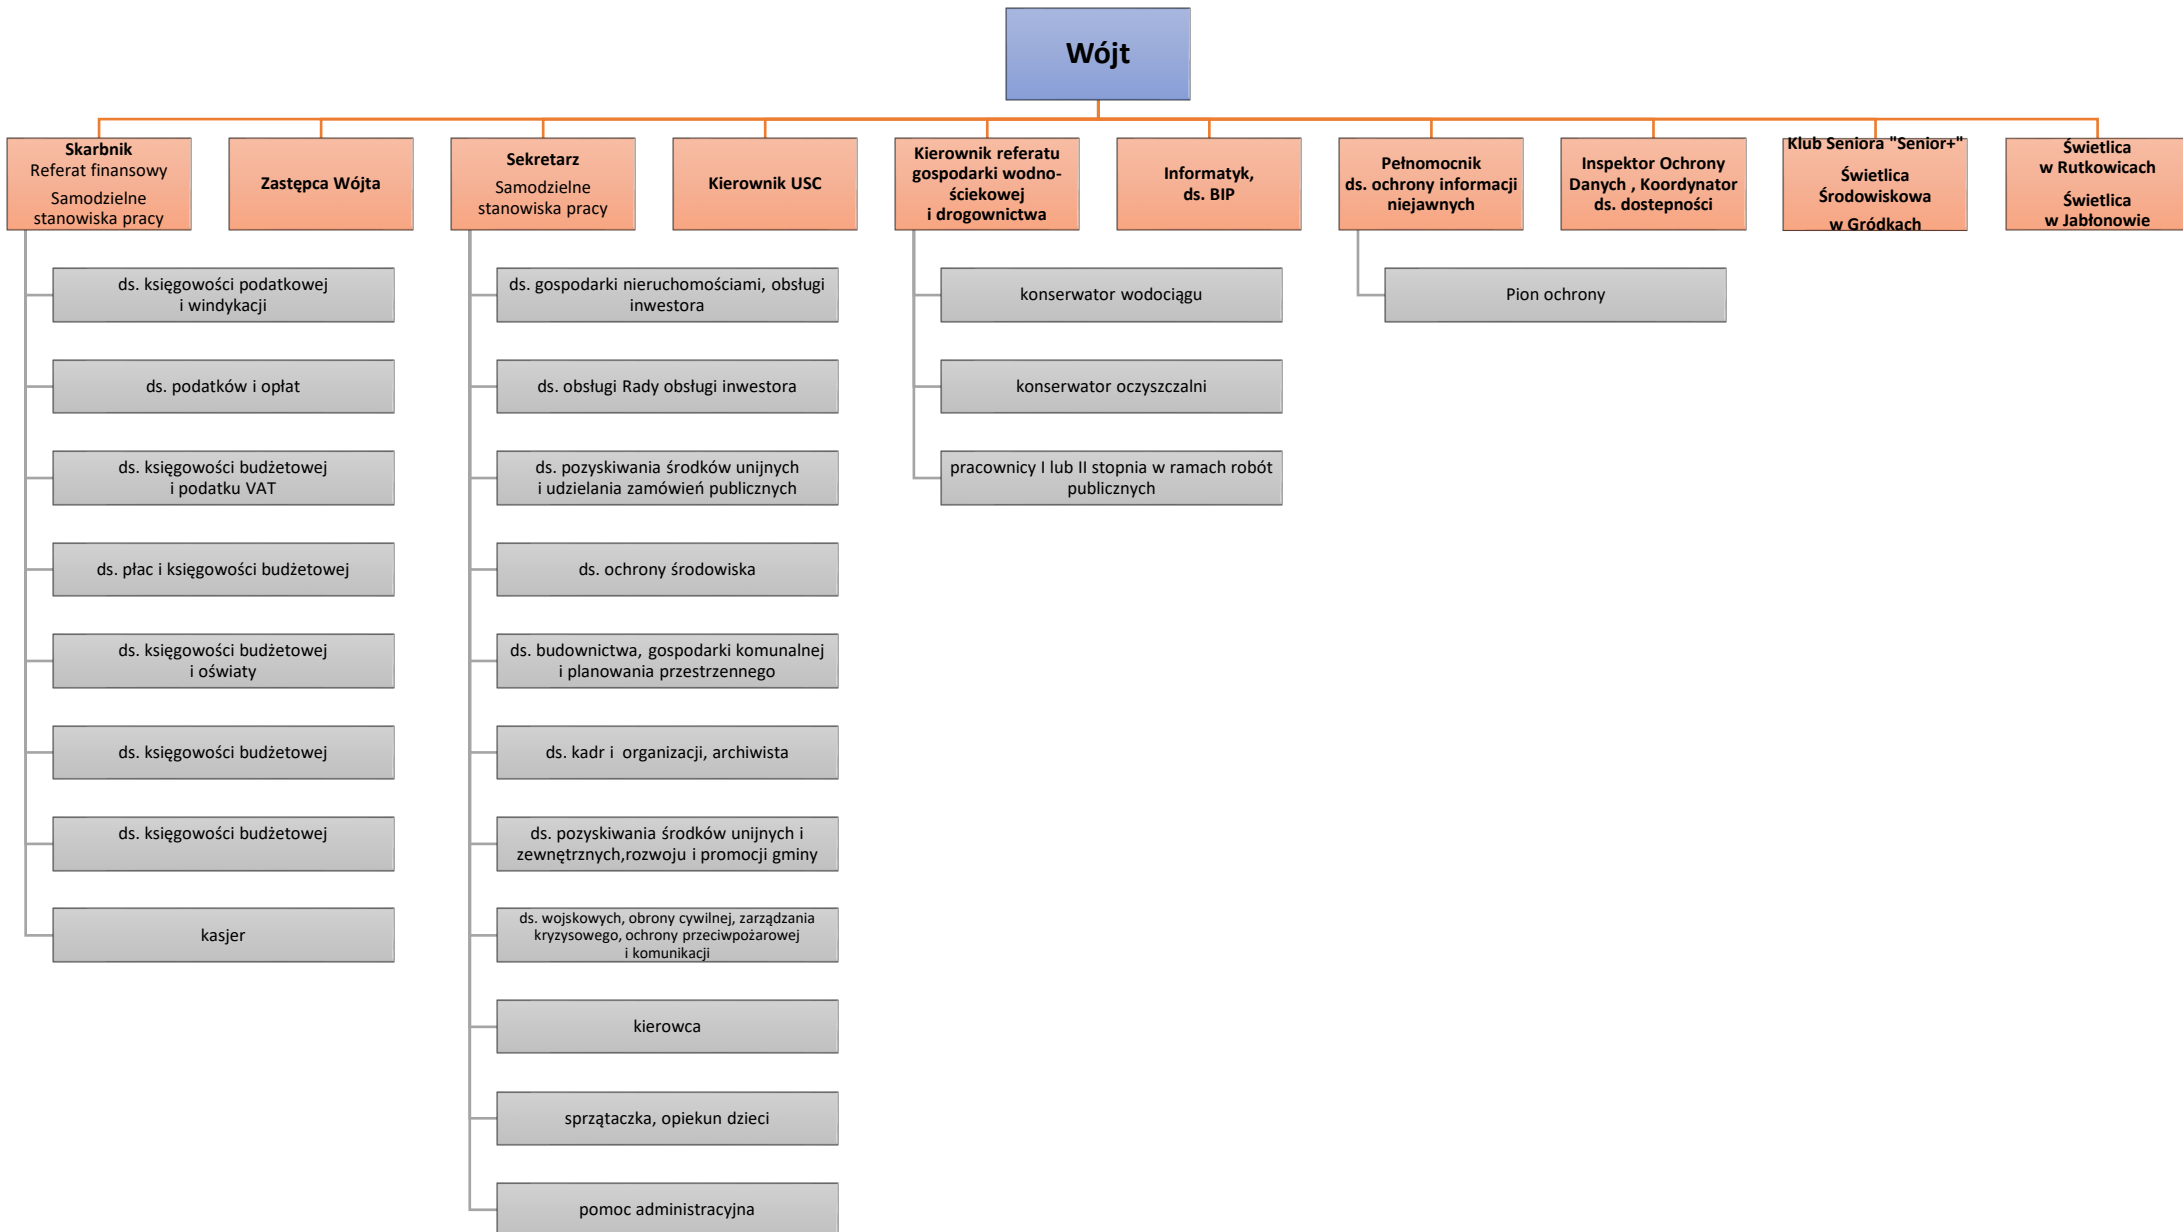 Wójt
Skarbnik
Referat finansowy
Samodzielne
stanowiska pracy
Zastępca Wójta
Sekretarz
Samodzielne
stanowiska pracy
Kierownik USC
Kierownik referatu
gospodarki wodno-
ściekowej
i drogownictwa
Informatyk,
ds. BIP
Pełnomocnik
ds. ochrony informacji
niejawnych
Inspektor Ochrony
Danych , Koordynator
ds. dostepności
Klub Seniora "Senior+"
Świetlica
Środowiskowa
w Gródkach
Świetlica
w Rutkowicach
Świetlica
w Jabłonowie
ds. księgowości podatkowej
i windykacji
ds. podatków i opłat
ds. księgowości budżetowej
i podatku VAT
ds. płac i księgowości budżetowej
ds. księgowości budżetowej
i oświaty
ds. księgowości budżetowej
ds. księgowości budżetowej
kasjer
ds. gospodarki nieruchomościami, obsługi
inwestora
ds. obsługi Rady obsługi inwestora
ds. pozyskiwania środków unijnych
i udzielania zamówień publicznych
ds. ochrony środowiska
ds. budownictwa, gospodarki komunalnej
i planowania przestrzennego
ds. kadr i  organizacji, archiwista
ds. pozyskiwania środków unijnych i
zewnętrznych,rozwoju i promocji gminy
ds. wojskowych, obrony cywilnej, zarządzania
kryzysowego, ochrony przeciwpożarowej
i komunikacji
kierowca
sprzątaczka, opiekun dzieci
pomoc administracyjna
konserwator wodociągu
konserwator oczyszczalni
pracownicy I lub II stopnia w ramach robót
publicznych
Pion ochrony